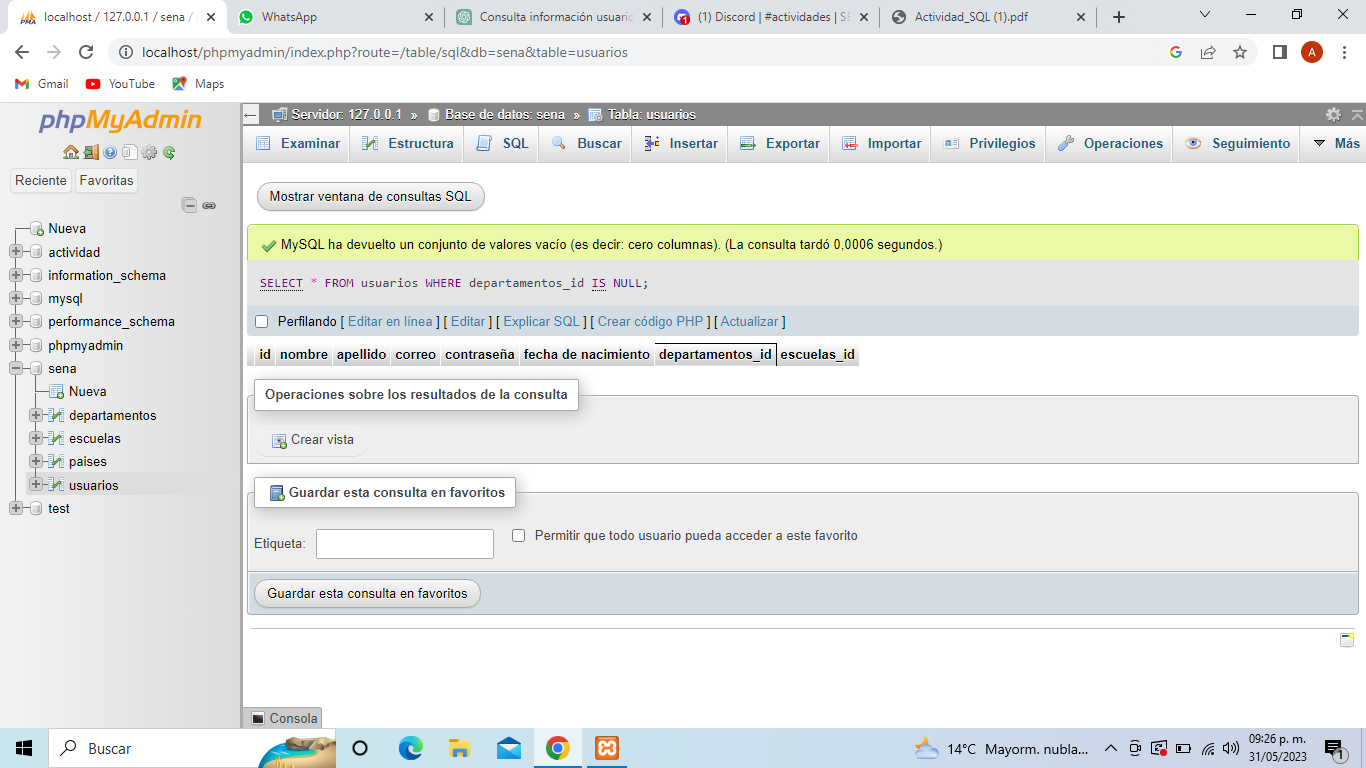 localhost / 127.0.0.1 / sena /
WhatsApp
Consulta información usuario
(1) Discord | #actividades | SE
Actividad_SQL (1).pdf
localhost/phpmyadmin/index.php?route=/table/sql&db=sena&table=usuarios
A
Gmail
YouTube
Maps
phpMyAdmin
Reciente
Favoritas
Nueva
actividad
information_schema
mysql
performance_schema
phpmyadmin
sena
Nueva
departamentos
escuelas
paises
usuarios
test
Servidor: 127.0.0.1 » Base de datos: sena » Tabla: usuarios
Examinar
Estructura
SQL
Buscar
Insertar
Exportar
Importar
Privilegios
Operaciones
Seguimiento
Más
Mostrar ventana de consultas SQL
MySQL ha devuelto un conjunto de valores vacío (es decir: cero columnas). (La consulta tardó 0,0006 segundos.)
SELECT * FROM usuarios WHERE departamentos_id IS NULL;
Perfilando [ Editar en línea ] [ Editar ] [ Explicar SQL ] [ Crear código PHP ] [ Actualizar ]
id nombre apellido correo contraseña fecha de nacimiento departamentos_id escuelas_id
Operaciones sobre los resultados de la consulta
Crear vista
Guardar esta consulta en favoritos
Etiqueta:
Permitir que todo usuario pueda acceder a este favorito
Guardar esta consulta en favoritos
Consola
Buscar
14°C Mayorm. nubla...
09:26 p. m.
31/05/2023
1